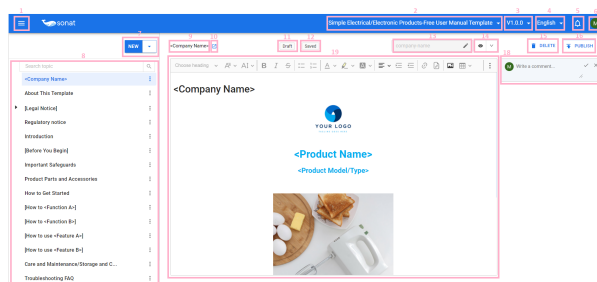 1 2 3 4 5 6
sonat Simple Electrical/Electronic Products-Free User Manual Template V1.0.0 English M
7 8 9 10 11 12 13 14 15 16
NEW <Company Name> Draft Saved company name DELETE PUBLISH
18 19
Search topic Choose heading Write a comment...
<Company Name>
About This Template
[Legal Notice]
Regulatory notice
Introduction
[Before You Begin]
Important Safeguards
Product Parts and Accessories
How to Get Started
[How to <Function A>]
[How to <Function B>]
[How to use <Feature A>]
[How to use <Feature B>]
Care and Maintenance/Storage and C...
Troubleshooting FAQ
<Company Name>
YOUR LOGO
<Product Name>
<Product Model/Type>